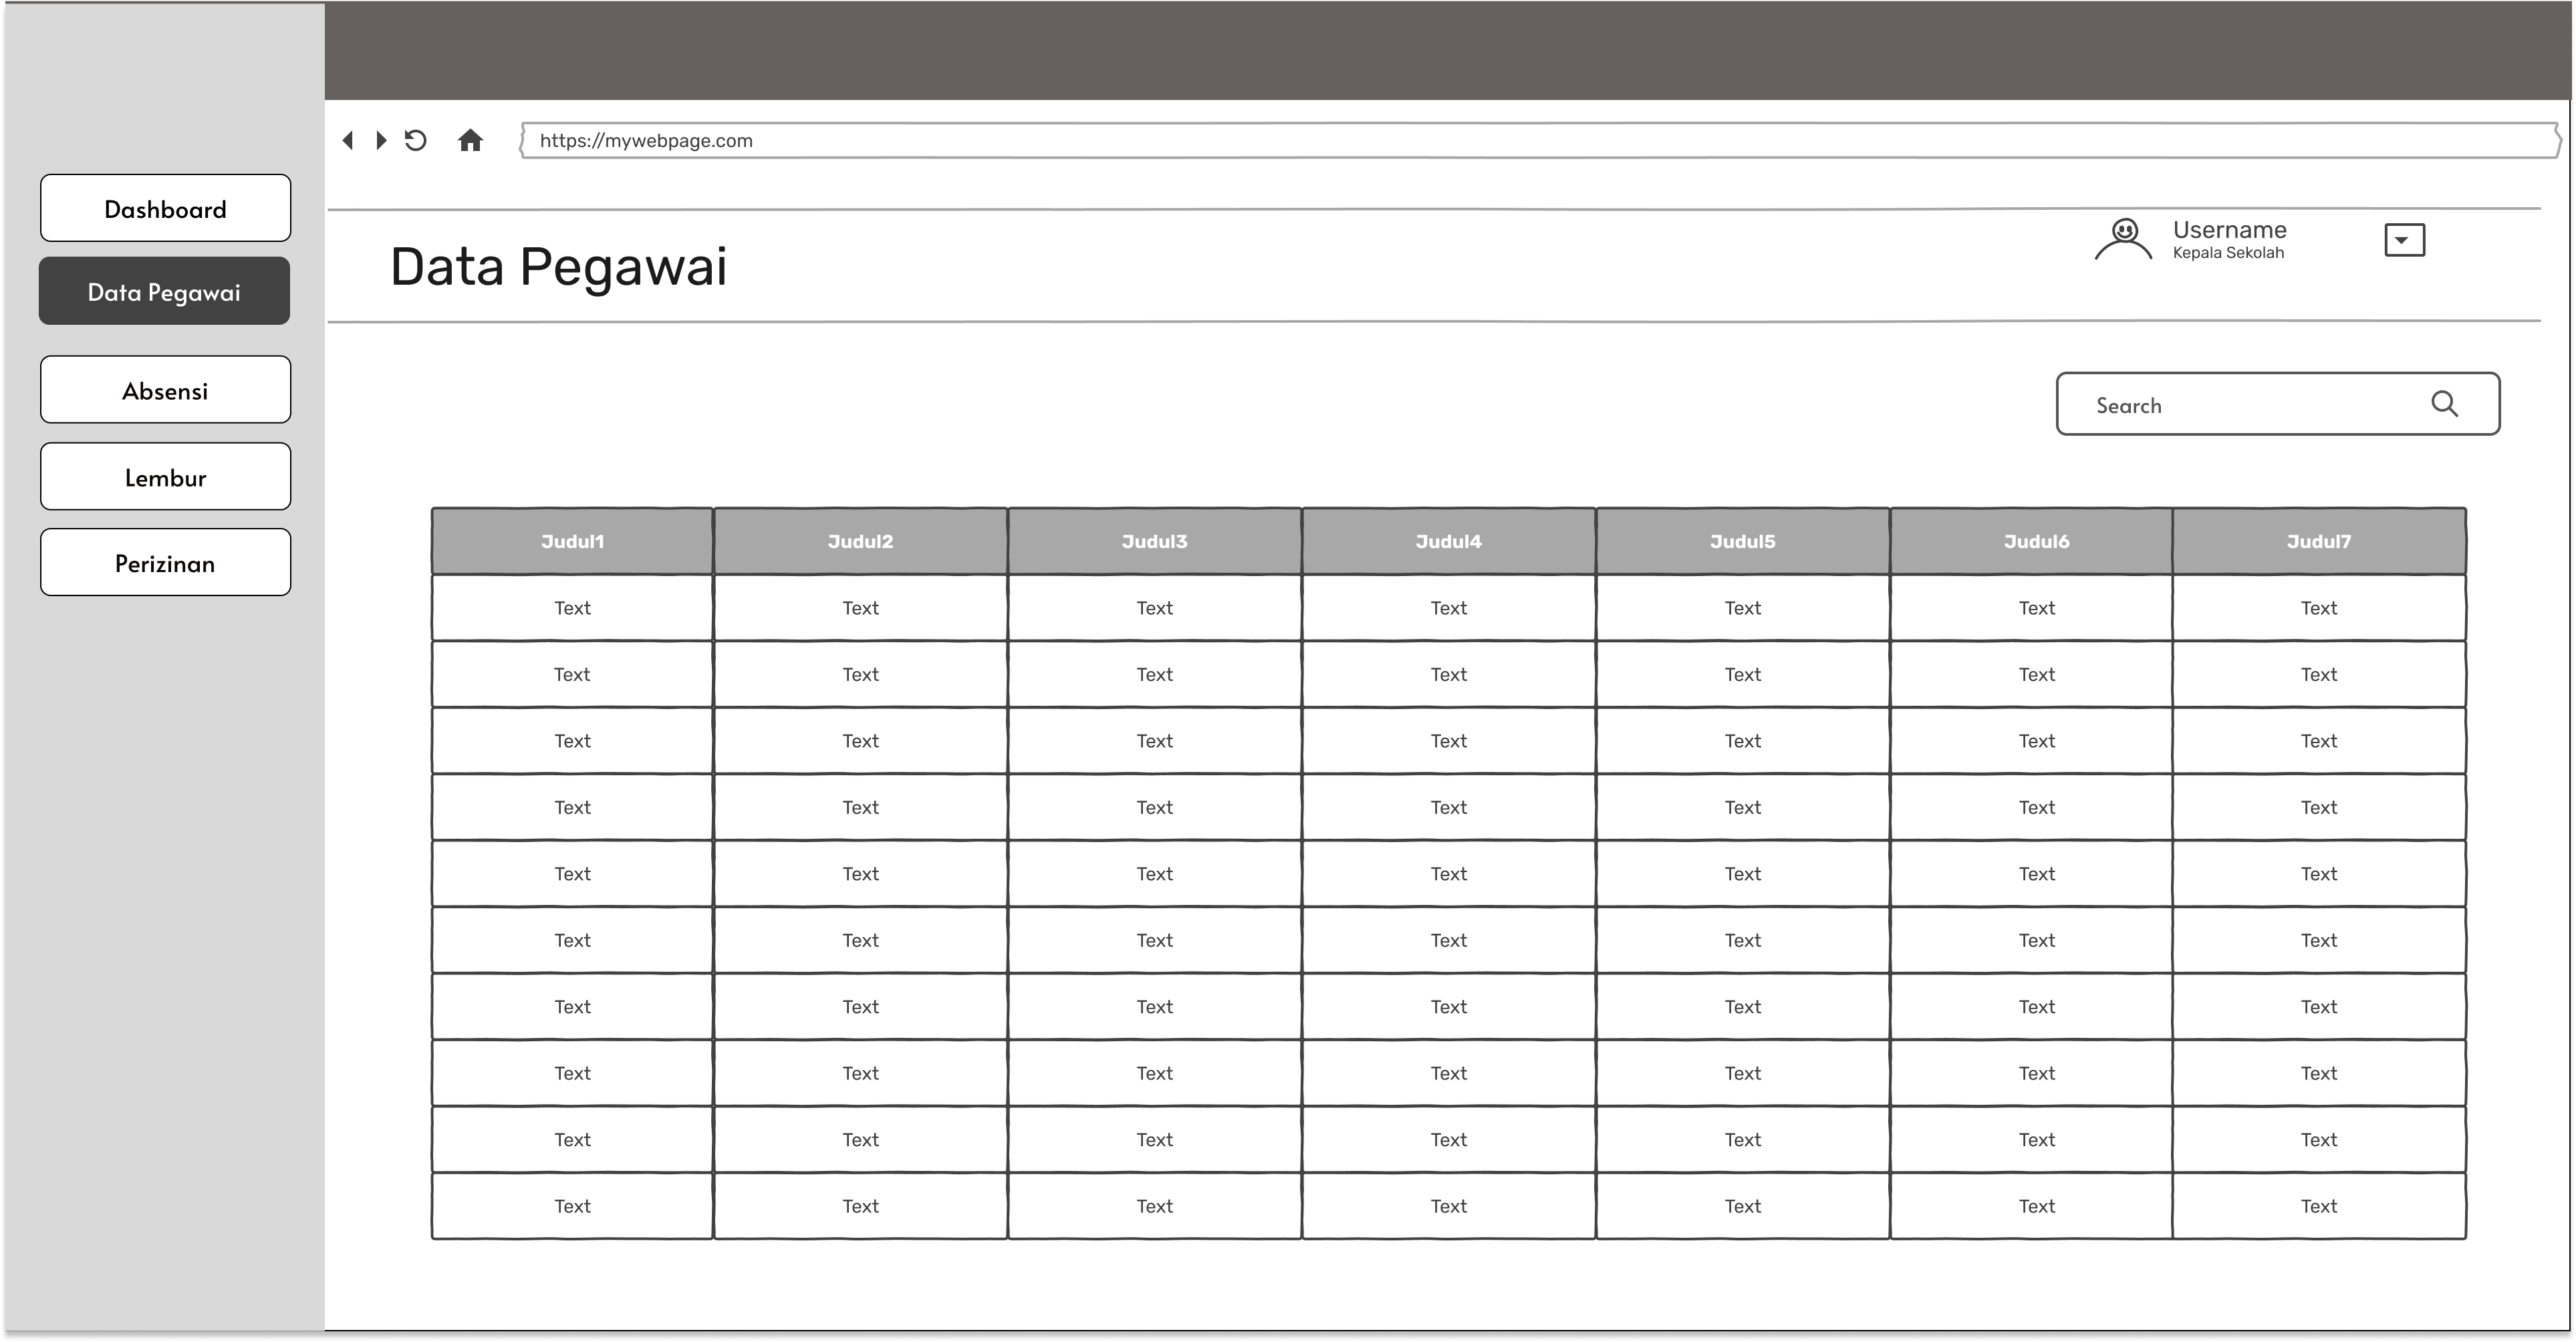 https://mywebpage.com
Dashboard
Data Pegawai
Absensi
Lembur
Perizinan
Data Pegawai
Username
Kepala Sekolah
Search
Judul1 Judul2 Judul3 Judul4 Judul5 Judul6 Judul7
Text Text Text Text Text Text Text
Text Text Text Text Text Text Text
Text Text Text Text Text Text Text
Text Text Text Text Text Text Text
Text Text Text Text Text Text Text
Text Text Text Text Text Text Text
Text Text Text Text Text Text Text
Text Text Text Text Text Text Text
Text Text Text Text Text Text Text
Text Text Text Text Text Text Text